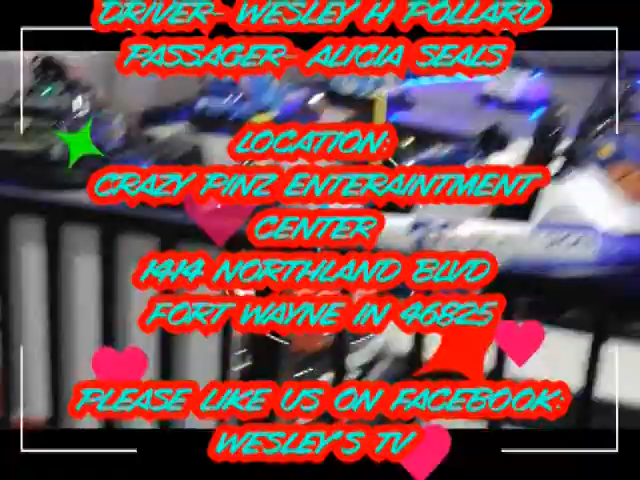 DRIVER- WESLEY H POLLARD
PASSAGER- ALICIA SEALS
LOCATION:
CRAZY PINZ ENTERAINTMENT
CENTER
1414 NORTHLAND BLVD
FORT WAYNE IN 46825
PLEASE LIKE US ON FACEBOOK:
WESLEY'S TV